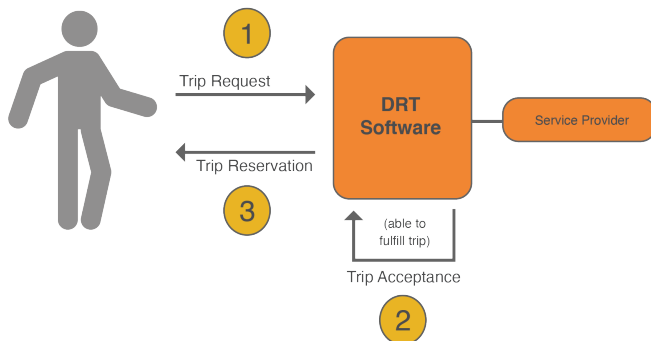 1
Trip Request
DRT
Software
Service Provider
Trip Reservation
3
(able to
fulfill trip)
Trip Acceptance
2